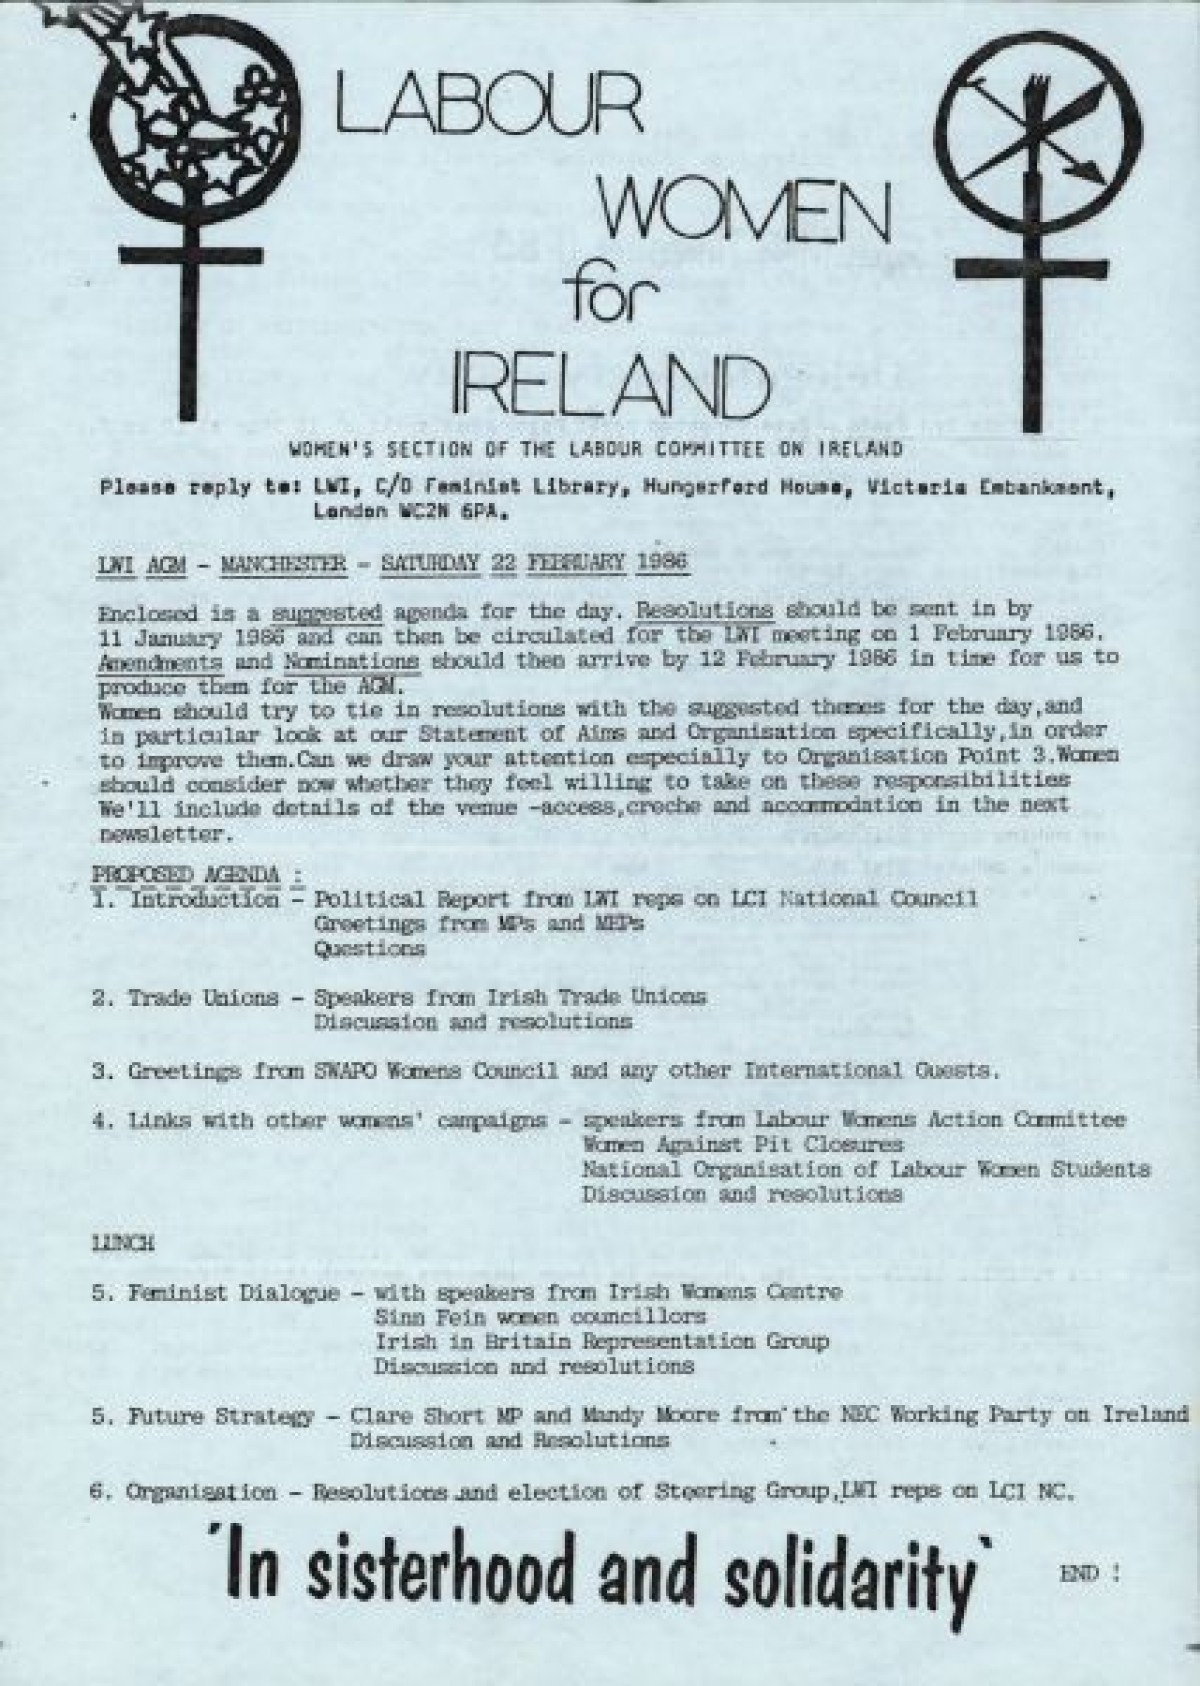 LABOUR
WOMEN
for
IRELAND
WOMEN'S SECTION OF THE LABOUR COMMITTEE ON IRELAND
Please reply to: LWI, C/O Feminist Library, Hungerford House, Victoria Embankment,
London WC2N 6PA.
LWI AGM - MANCHESTER - SATURDAY 22 FEBRUARY 1986
Enclosed is a suggested agenda for the day. Resolutions should be sent in by
11 January 1986 and can then be circulated for the LWI meeting on 1 February 1986.
Amendments and Nominations should then arrive by 12 February 1986 in time for us to
produce them for the AGM.
Women should try to tie in resolutions with the suggested themes for the day,and
in particular look at our Statement of Aims and Organisation specifically,in order
to improve them.Can we draw your attention especially to Organisation Point 3.Women
should consider now whether they feel willing to take on these responsibilities
We'll include details of the venue -access,creche and accommodation in the next
newsletter.
PROPOSED AGENDA :
1. Introduction - Political Report from LWI reps on LCI National Council
Greetings from MPs and MEPs
Questions
2. Trade Unions - Speakers from Irish Trade Unions
Discussion and resolutions
3. Greetings from SWAPO Womens Council and any other International Guests.
4. Links with other womens' campaigns - speakers from Labour Womens Action Committee
Women Against Pit Closures
National Organisation of Labour Women Students
Discussion and resolutions
LUNCH
5. Feminist Dialogue - with speakers from Irish Womens Centre
Sinn Fein women councillors
Irish in Britain Representation Group
Discussion and resolutions
5. Future Strategy - Clare Short MP and Mandy Moore from the NEC Working Party on Ireland
Discussion and Resolutions
6. Organisation - Resolutions and election of Steering Group,LWI reps on LCI NC.
'In sisterhood and solidarity'
END !